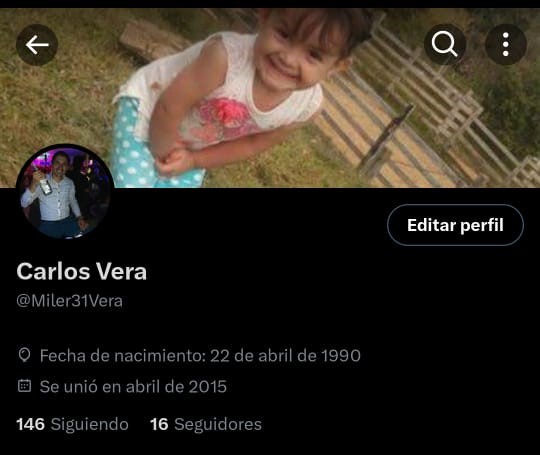 Editar perfil
Carlos Vera
@Miler31Vera
Fecha de nacimiento: 22 de abril de 1990
Se unió en abril de 2015
146 Siguiendo 16 Seguidores